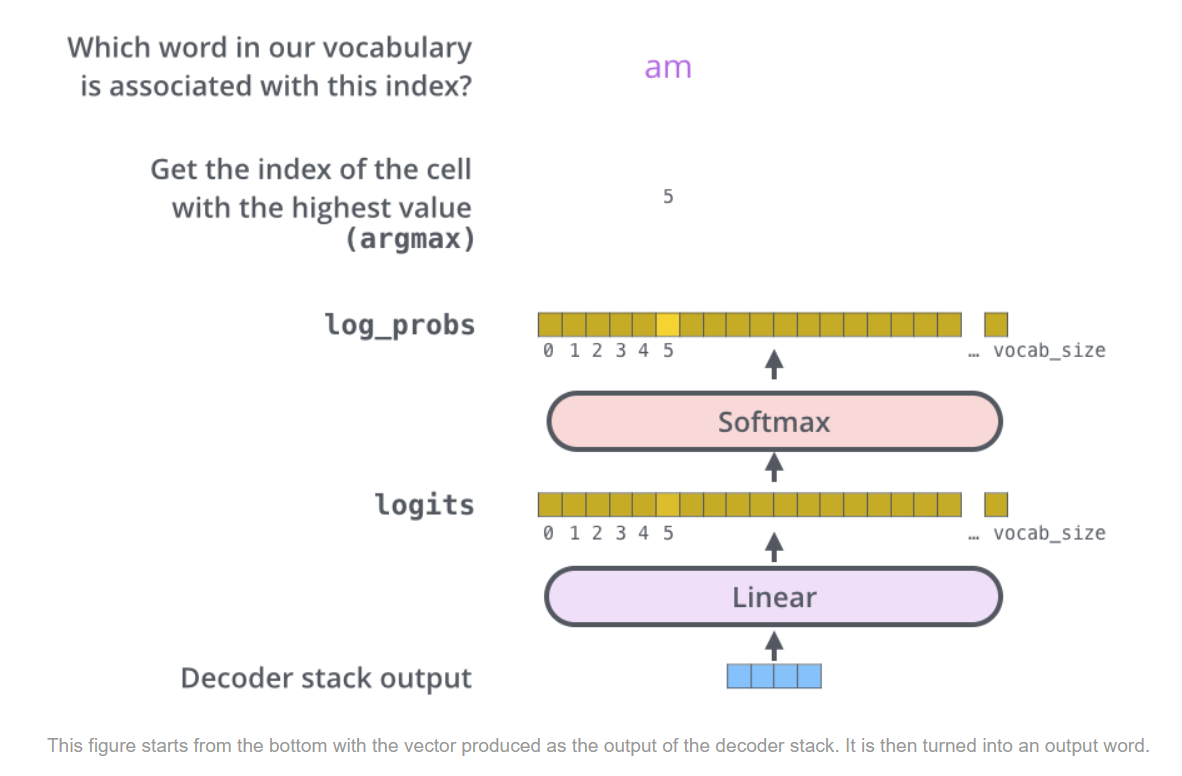 Which word in our vocabulary
is associated with this index?
am
Get the index of the cell
with the highest value
(argmax)
5
log_probs
0 1 2 3 4 5 … vocab_size
Softmax
logits
0 1 2 3 4 5 … vocab_size
Linear
Decoder stack output
This figure starts from the bottom with the vector produced as the output of the decoder stack. It is then turned into an output word.